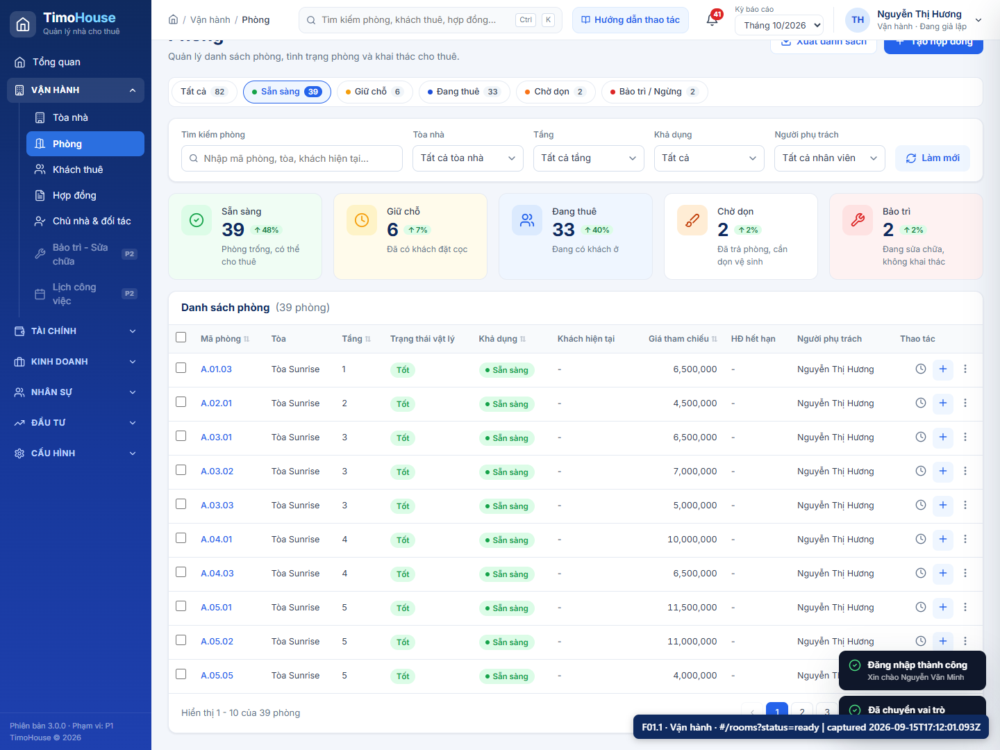 TimoHouse
Quản lý nhà cho thuê
Tổng quan
VẬN HÀNH
Tòa nhà
Phòng
Khách thuê
Hợp đồng
Chủ nhà & đối tác
Bảo trì - Sửa chữa P2
Lịch công việc P2
TÀI CHÍNH
KINH DOANH
NHÂN SỰ
ĐẦU TƯ
CẤU HÌNH
Phiên bản 3.0.0 · Phạm vi: P1
TimoHouse © 2026
/ Vận hành / Phòng
Tìm kiếm phòng, khách thuê, hợp đồng... Ctrl K
Hướng dẫn thao tác
41
Kỳ báo cáo
Tháng 10/2026
TH
Nguyễn Thị Hương
Vận hành · Đang giả lập
Phòng
Quản lý danh sách phòng, tình trạng phòng và khai thác cho thuê.
Xuất danh sách
Tạo hợp đồng
Tất cả 82
Sẵn sàng 39
Giữ chỗ 6
Đang thuê 33
Chờ dọn 2
Bảo trì / Ngừng 2
Tìm kiếm phòng
Nhập mã phòng, tòa, khách hiện tại...
Tòa nhà
Tất cả tòa nhà
Tầng
Tất cả tầng
Khả dụng
Tất cả
Người phụ trách
Tất cả nhân viên
Làm mới
Sẵn sàng
39 ↑ 48%
Phòng trống, có thể cho thuê
Giữ chỗ
6 ↑ 7%
Đã có khách đặt cọc
Đang thuê
33 ↑ 40%
Đang có khách ở
Chờ dọn
2 ↑ 2%
Đã trả phòng, cần dọn vệ sinh
Bảo trì
2 ↑ 2%
Đang sửa chữa, không khai thác
Danh sách phòng (39 phòng)
Mã phòng ⇅ Tòa Tầng ⇅ Trạng thái vật lý Khả dụng ⇅ Khách hiện tại Giá tham chiếu ⇅ HĐ hết hạn Người phụ trách Thao tác
A.01.03 Tòa Sunrise 1 Tốt Sẵn sàng - 6,500,000 - Nguyễn Thị Hương
A.02.01 Tòa Sunrise 2 Tốt Sẵn sàng - 4,500,000 - Nguyễn Thị Hương
A.03.01 Tòa Sunrise 3 Tốt Sẵn sàng - 6,500,000 - Nguyễn Thị Hương
A.03.02 Tòa Sunrise 3 Tốt Sẵn sàng - 7,000,000 - Nguyễn Thị Hương
A.03.03 Tòa Sunrise 3 Tốt Sẵn sàng - 5,000,000 - Nguyễn Thị Hương
A.04.01 Tòa Sunrise 4 Tốt Sẵn sàng - 10,000,000 - Nguyễn Thị Hương
A.04.03 Tòa Sunrise 4 Tốt Sẵn sàng - 6,500,000 - Nguyễn Thị Hương
A.05.01 Tòa Sunrise 5 Tốt Sẵn sàng - 11,500,000 - Nguyễn Thị Hương
A.05.02 Tòa Sunrise 5 Tốt Sẵn sàng - 11,000,000 - Nguyễn Thị Hương
A.05.05 Tòa Sunrise 5 Tốt Sẵn sàng - 4,000,000 - Nguyễn
Hiển thị 1 - 10 của 39 phòng
‹ 1 2 3
Đăng nhập thành công
Xin chào Nguyễn Văn Minh
Đã chuyển vai trò
F01.1 · Vận hành · #/rooms?status=ready | captured 2026-09-15T17:12:01.093Z